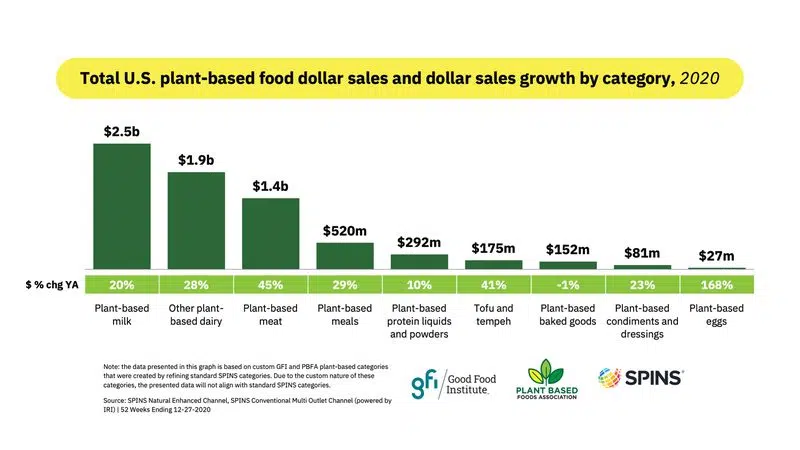 Total U.S. plant-based food dollar sales and dollar sales growth by category, 2020
$2.5b
$1.9b
$1.4b
$520m
$292m
$175m
$152m
$81m
$27m
$ % chg YA
20%
28%
45%
29%
10%
41%
-1%
23%
168%
Plant-based
milk
Other plant-
based dairy
Plant-based
meat
Plant-based
meals
Plant-based
protein liquids
and powders
Tofu and
tempeh
Plant-based
baked goods
Plant-based
condiments and
dressings
Plant-based
eggs
Note: the data presented in this graph is based on custom GFI and PBFA plant-based categories
that were created by refining standard SPINS categories. Due to the custom nature of these
categories, the presented data will not align with standard SPINS categories.
Source: SPINS Natural Enhanced Channel, SPINS Conventional Multi Outlet Channel (powered by
IRI) | 52 Weeks Ending 12-27-2020
gfi
Good Food
Institute
PLANT BASED
FOODS ASSOCIATION
SPINS